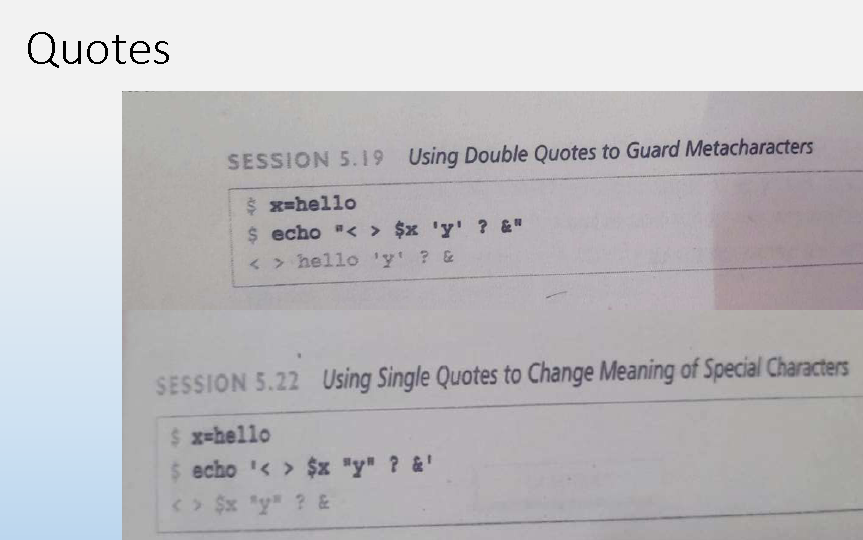 Quotes
SESSION 5.19 Using Double Quotes to Guard Metacharacters
$ x=hello
$ echo "< > $x 'y' ? &"
< > hello 'y' ? &
SESSION 5.22 Using Single Quotes to Change Meaning of Special Characters
$ x=hello
$ echo '< > $x "y" ? &'
< > $x "y" ? &